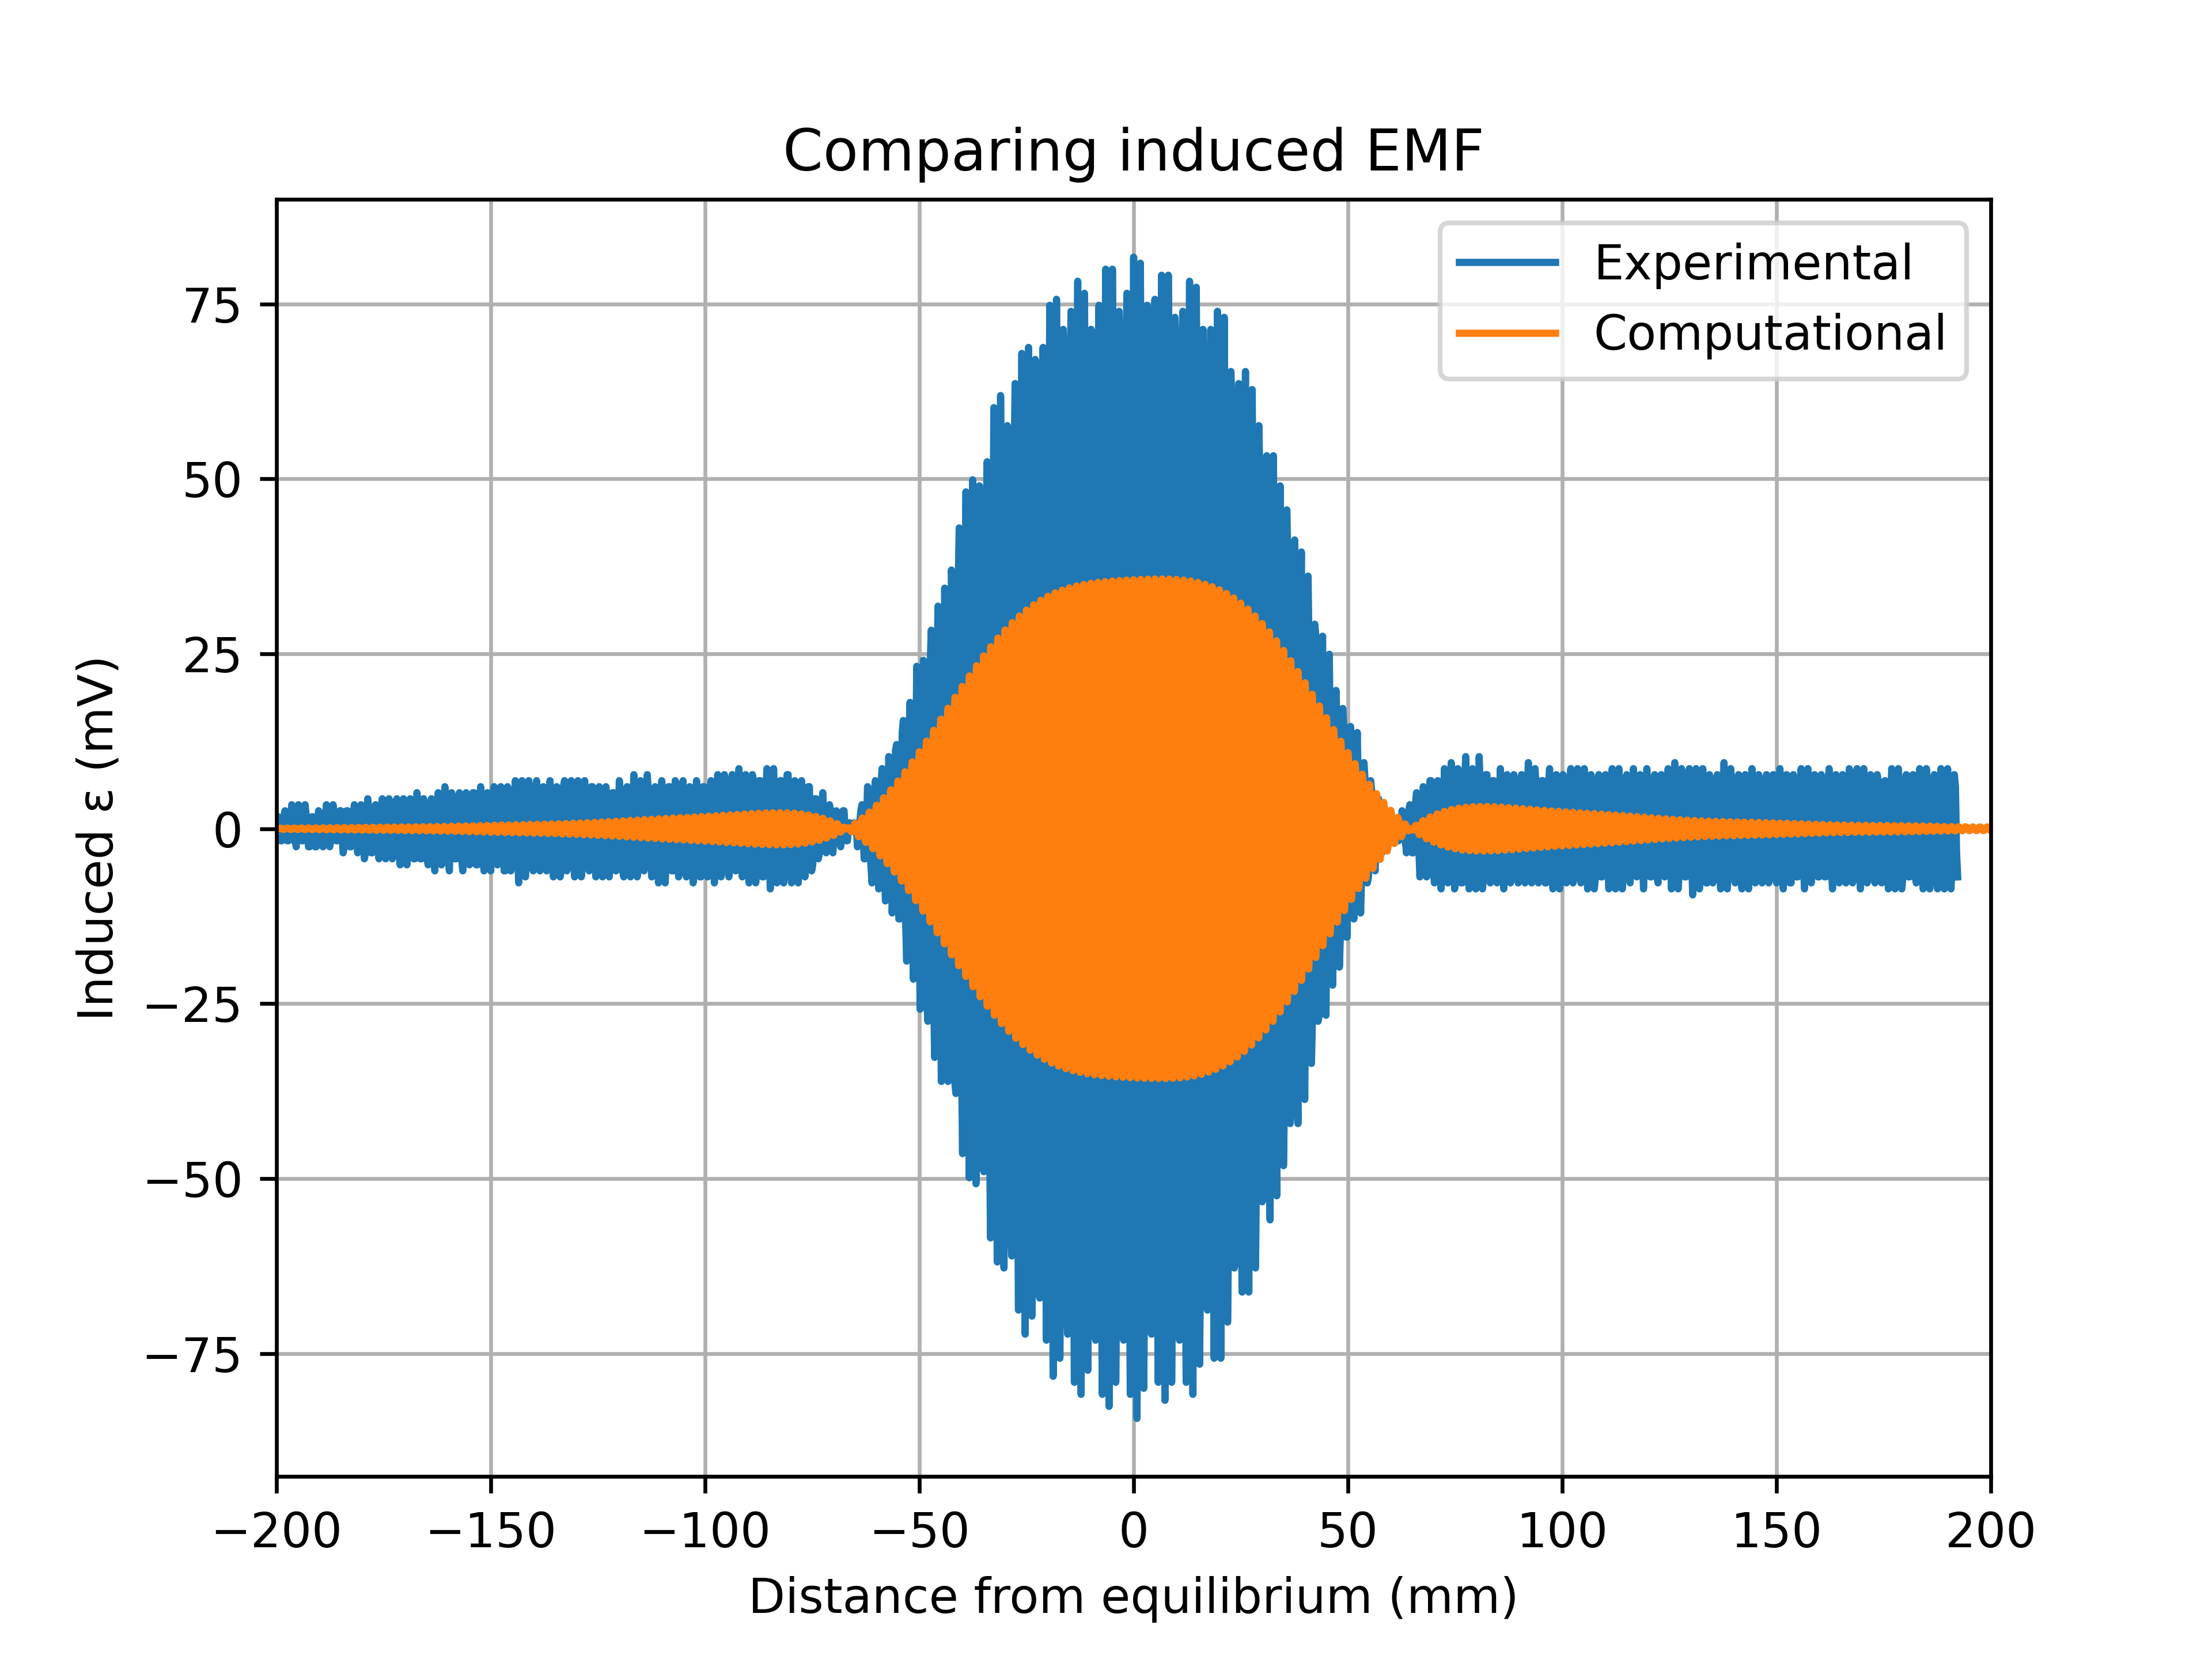 Comparing induced EMF
Experimental
Computational
75
50
25
0
−25
−50
−75
Induced ε (mV)
−200 −150 −100 −50 0 50 100 150 200
Distance from equilibrium (mm)